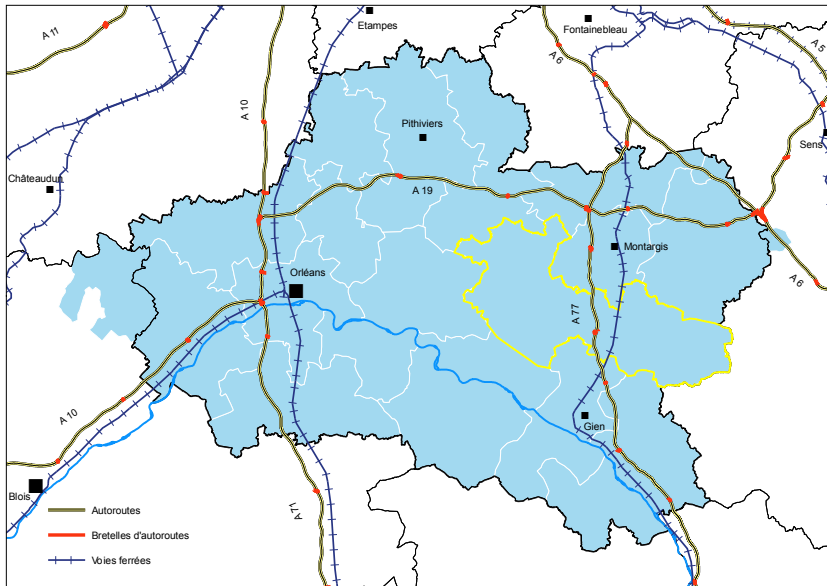 Etampes
Fontainebleau
A 11
A 5
A 6
A 10
Pithiviers
Sens
Châteaudun
A 19
Montargis
Orléans
A 6
A 77
A 10
Gien
Blois
A 71
Autoroutes
Bretelles d'autoroutes
Voies ferrées